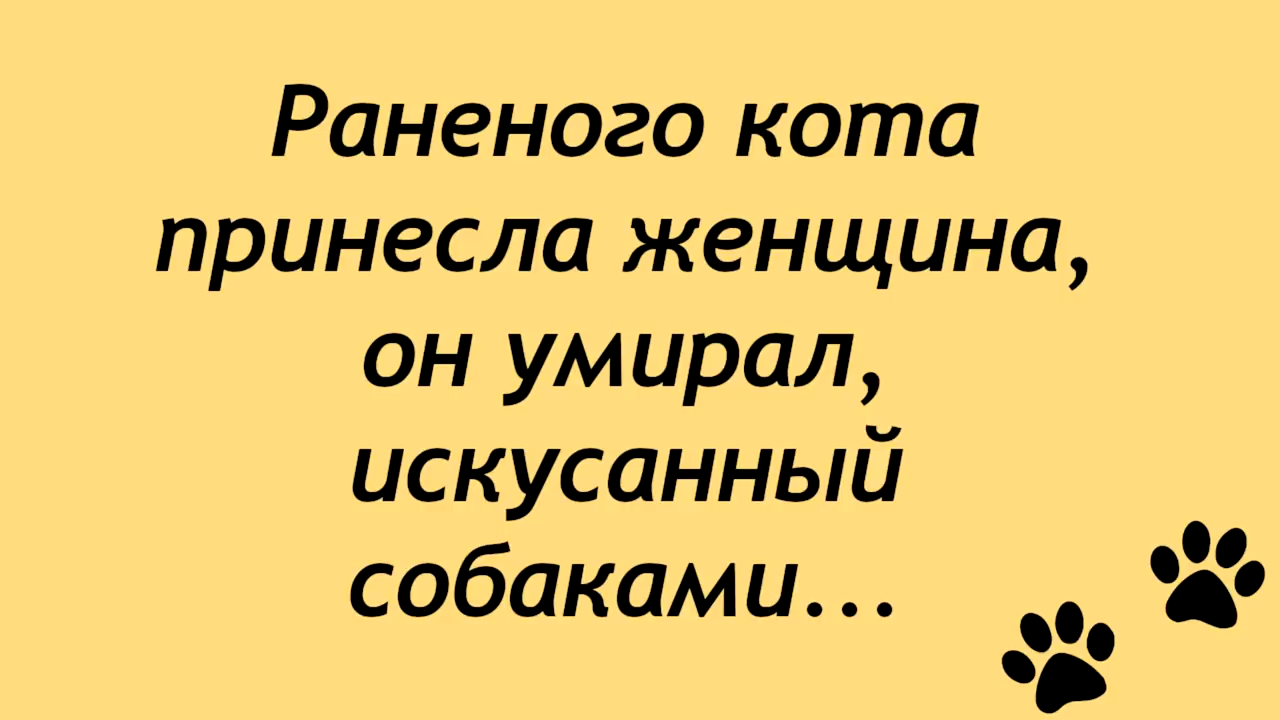 Раненого кота
принесла женщина,
он умирал,
искусанный
собаками...